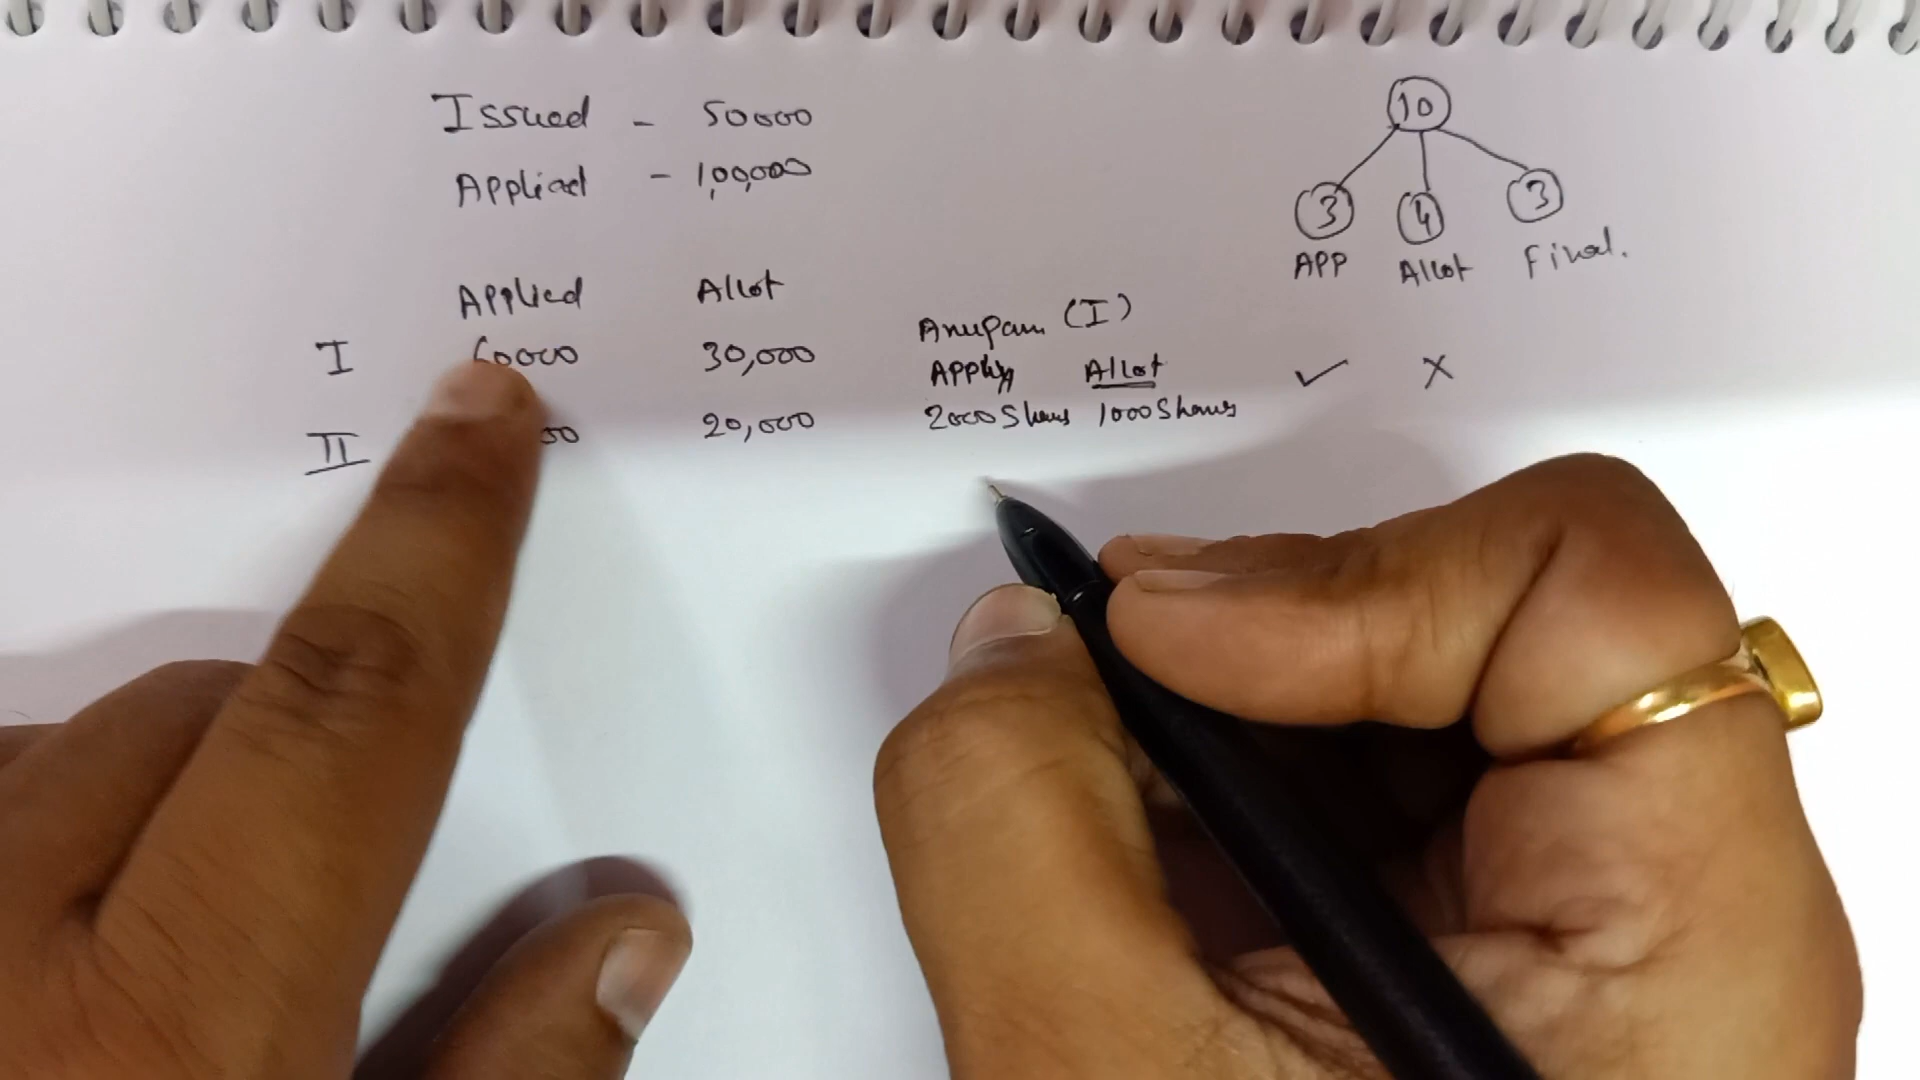 Issued - 50000
Applied - 1,00,000
10
3 4 3
APP Allot Final.
Applied Allot
I 60000 30,000
II 00 20,000
Anupam (I)
Apply Allot ✓ X
2000 Shares 1000 Shares